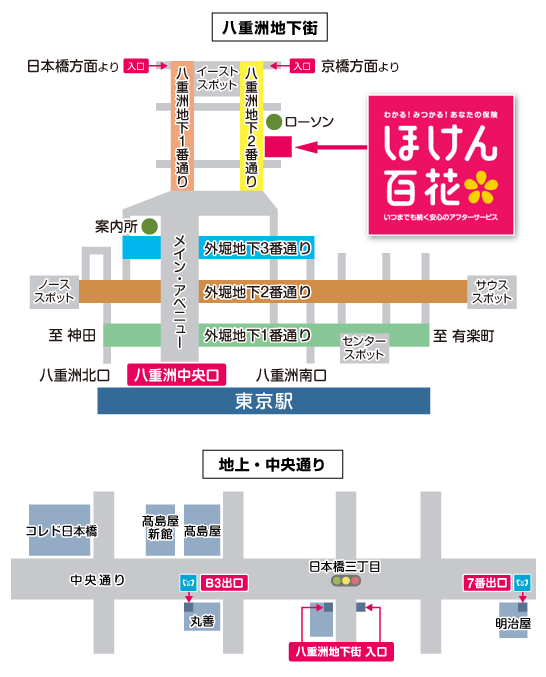 八重洲地下街
日本橋方面より
入口
イースト
スポット
入口
京橋方面より
八重洲地下1番通り
八重洲地下2番通り
ローソン
わかる!みつかる!あなたの保険
ほけん
百花
いつまでも続く安心のアフターサービス
案内所
メイン・アベニュー
外堀地下3番通り
ノース
スポット
外堀地下2番通り
サウス
スポット
至 神田
外堀地下1番通り
センター
スポット
至 有楽町
八重洲北口
八重洲中央口
八重洲南口
東京駅
地上・中央通り
コレド日本橋
髙島屋
新館
髙島屋
中央通り
B3出口
日本橋三丁目
7番出口
丸善
八重洲地下街 入口
明治屋